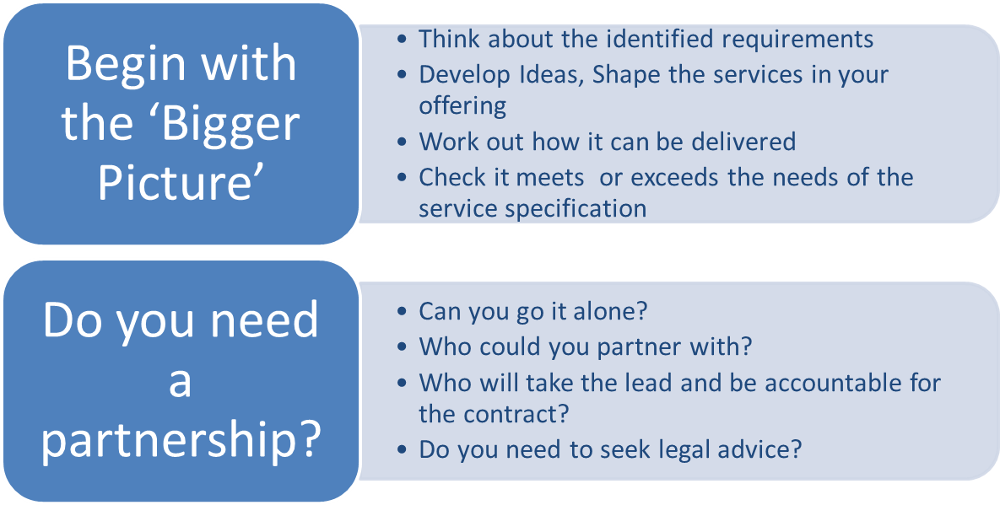 Begin with
the ‘Bigger
Picture’
• Think about the identified requirements
• Develop Ideas, Shape the services in your
offering
• Work out how it can be delivered
• Check it meets  or exceeds the needs of the
service specification
Do you need
a
partnership?
• Can you go it alone?
• Who could you partner with?
• Who will take the lead and be accountable for
the contract?
• Do you need to seek legal advice?